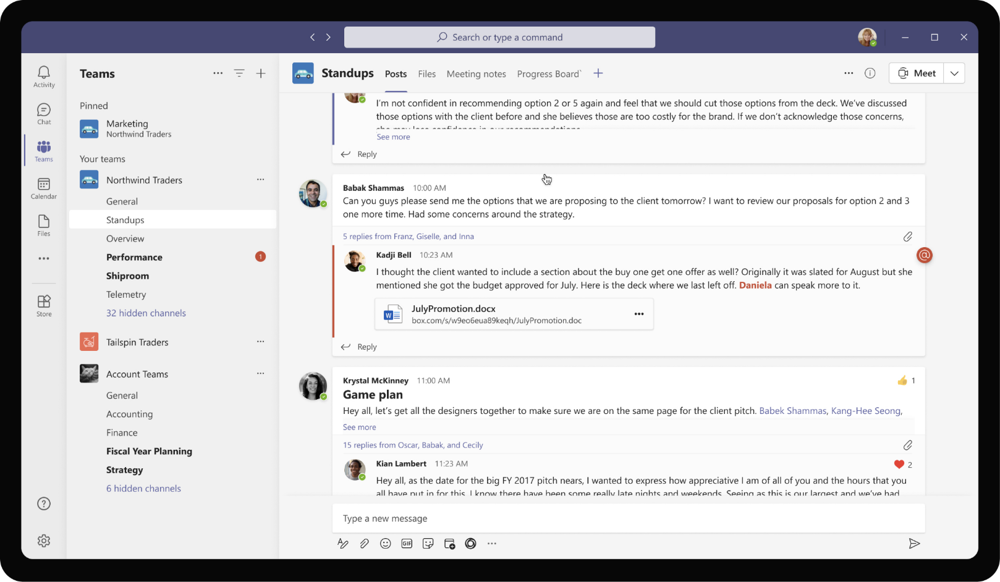 Search or type a command
Activity
Chat
Teams
Calendar
Files
Store
Teams
Pinned
Marketing
Northwind Traders
Your teams
Northwind Traders
General
Standups
Overview
Performance 1
Shiproom
Telemetry
32 hidden channels
Tailspin Traders
Account Teams
General
Accounting
Finance
Fiscal Year Planning
Strategy
6 hidden channels
Standups Posts Files Meeting notes Progress Board`
Meet
I’m not confident in recommending option 2 or 5 again and feel that we should cut those options from the deck. We’ve discussed
those options with the client before and she believes those are too costly for the brand. If we don’t acknowledge those concerns,
she may lose confidence in our recommendations
See more
Reply
Babak Shammas 10:00 AM
Can you guys please send me the options that we are proposing to the client tomorrow? I want to review our proposals for option 2 and 3
one more time. Had some concerns around the strategy.
5 replies from Franz, Giselle, and Inna
Kadji Bell 10:23 AM
@
I thought the client wanted to include a section about the buy one get one offer as well? Originally it was slated for August but she
mentioned she got the budget approved for July. Here is the deck where we last left off. Daniela can speak more to it.
W
JulyPromotion.docx
box.com/s/w9eo6eua89keqh/JulyPromotion.doc
Reply
Krystal McKinney 11:00 AM 1
Game plan
Hey all, let’s get all the designers together to make sure we are on the same page for the client pitch. Babek Shammas, Kang-Hee Seong,
See more
15 replies from Oscar, Babak, and Cecily
Kian Lambert 11:23 AM 2
Hey all, as the date for the big FY 2017 pitch nears, I wanted to express how appreciative I am of all of you and the hours that you
all have put in for this. I know there have been some really late nights and weekends. Seeing as this is our largest and we’ve had
Type a new message
GIF